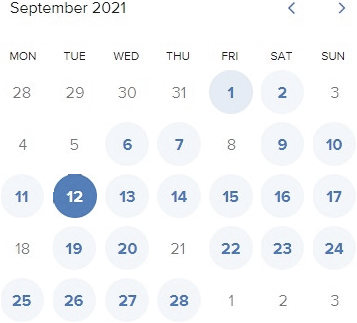 September 2021
MON TUE WED THU FRI SAT SUN
28 29 30 31 1 2 3
4 5 6 7 8 9 10
11 12 13 14 15 16 17
18 19 20 21 22 23 24
25 26 27 28 1 2 3